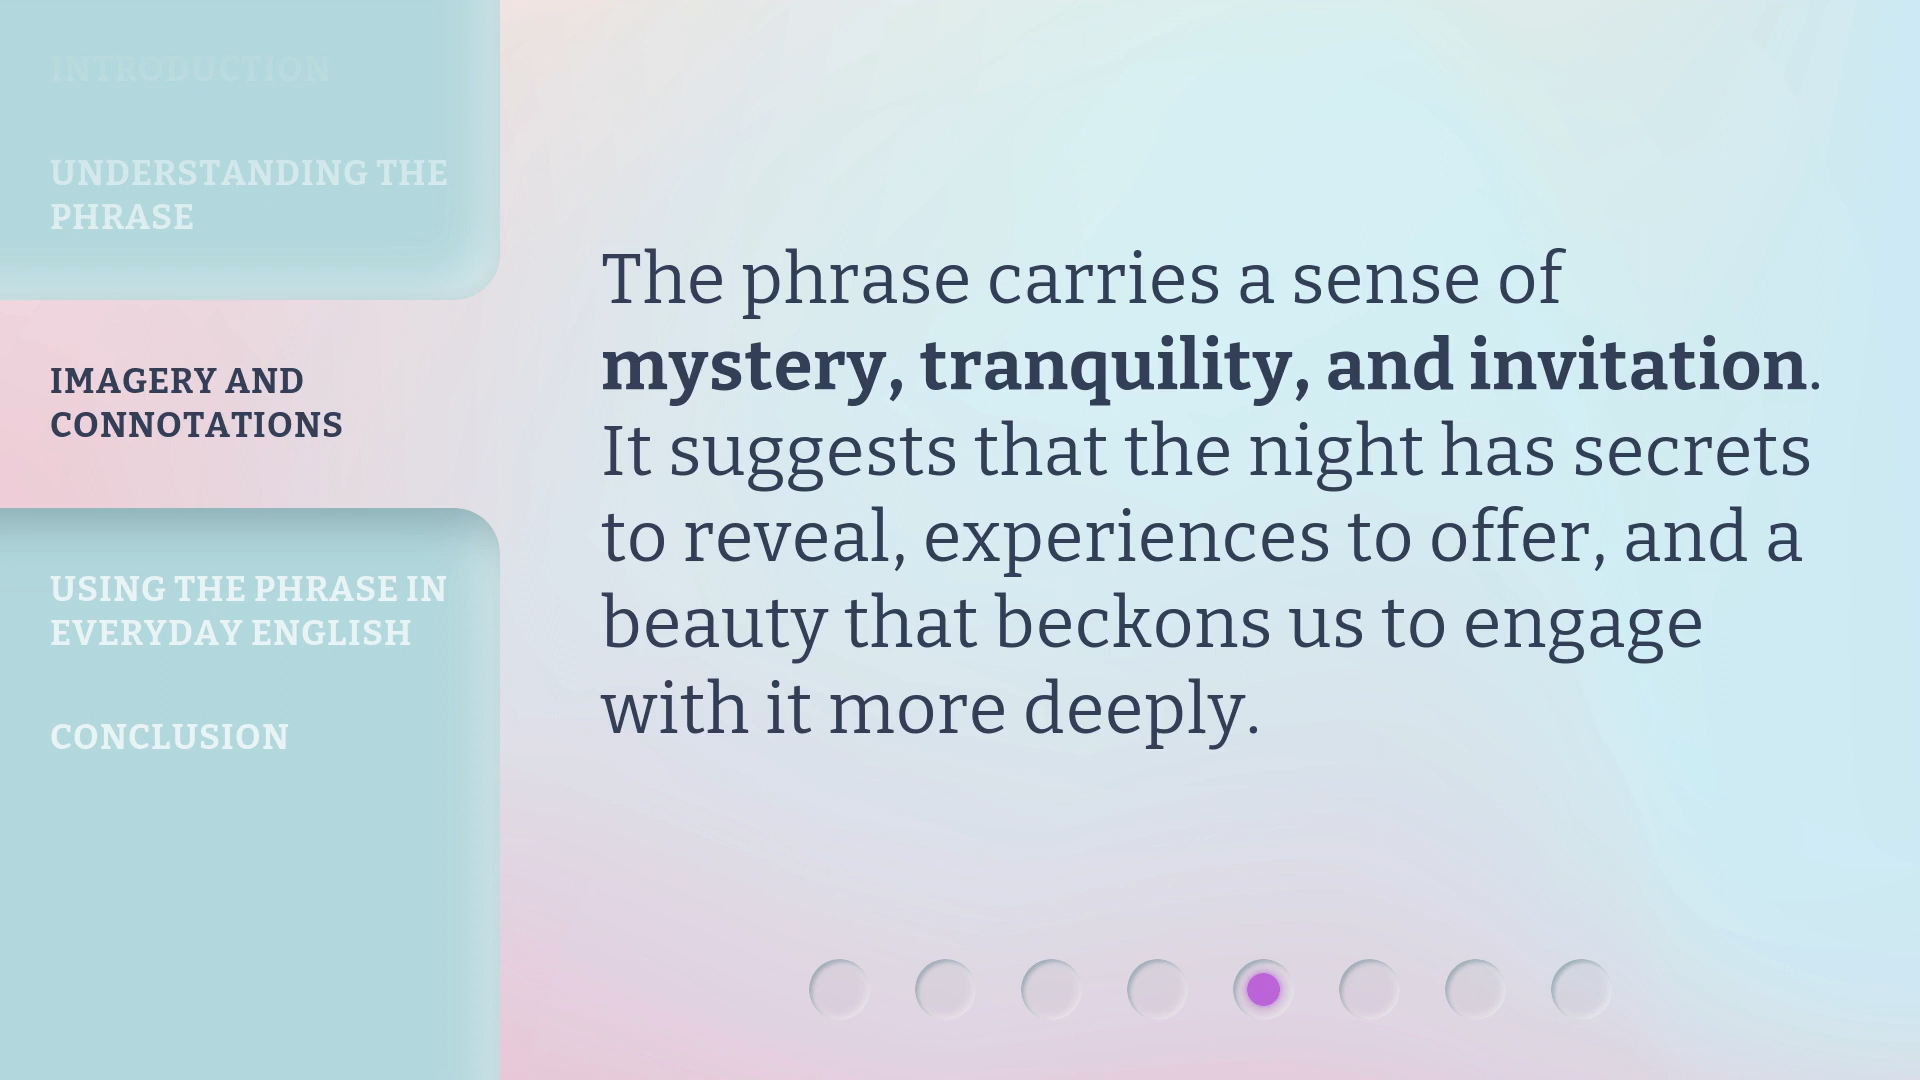 INTRODUCTION
UNDERSTANDING THE
PHRASE
IMAGERY AND
CONNOTATIONS
USING THE PHRASE IN
EVERYDAY ENGLISH
CONCLUSION
The phrase carries a sense of
mystery, tranquility, and invitation.
It suggests that the night has secrets
to reveal, experiences to offer, and a
beauty that beckons us to engage
with it more deeply.